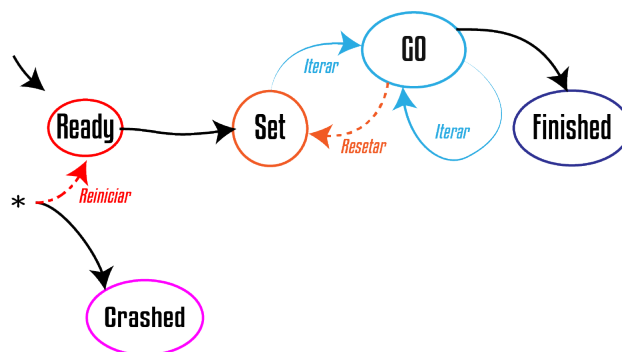 GO
Iterar
Ready
Set
Iterar
Finished
Resetar
* Reiniciar
Crashed